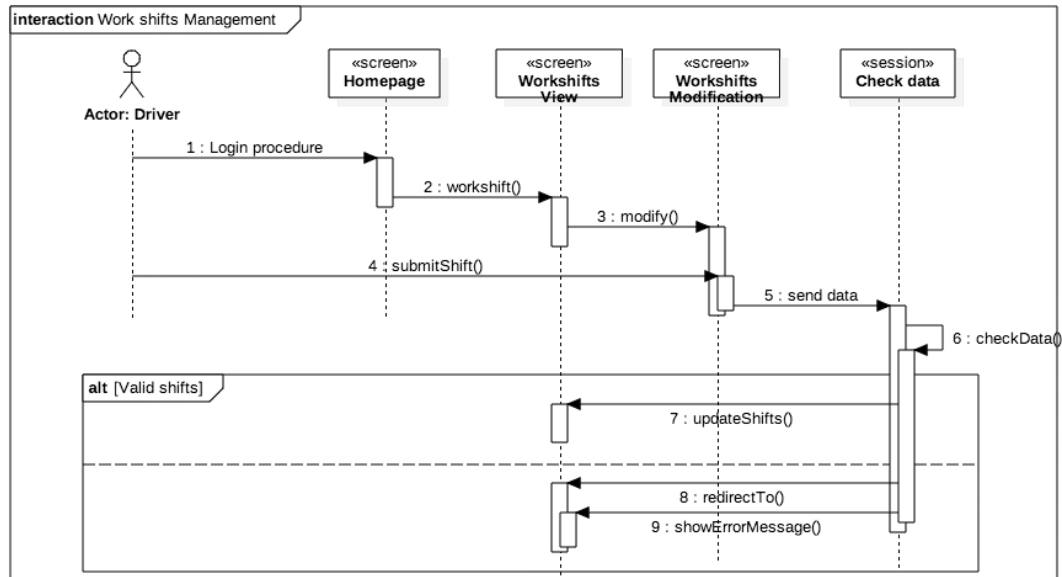 interaction Work shifts Management
«screen»
Homepage
«screen»
Workshifts
View
«screen»
Workshifts
Modification
«session»
Check data
Actor: Driver
1 : Login procedure
2 : workshift()
3 : modify()
4 : submitShift()
5 : send data
6 : checkData()
alt [Valid shifts]
7 : updateShifts()
8 : redirectTo()
9 : showErrorMessage()